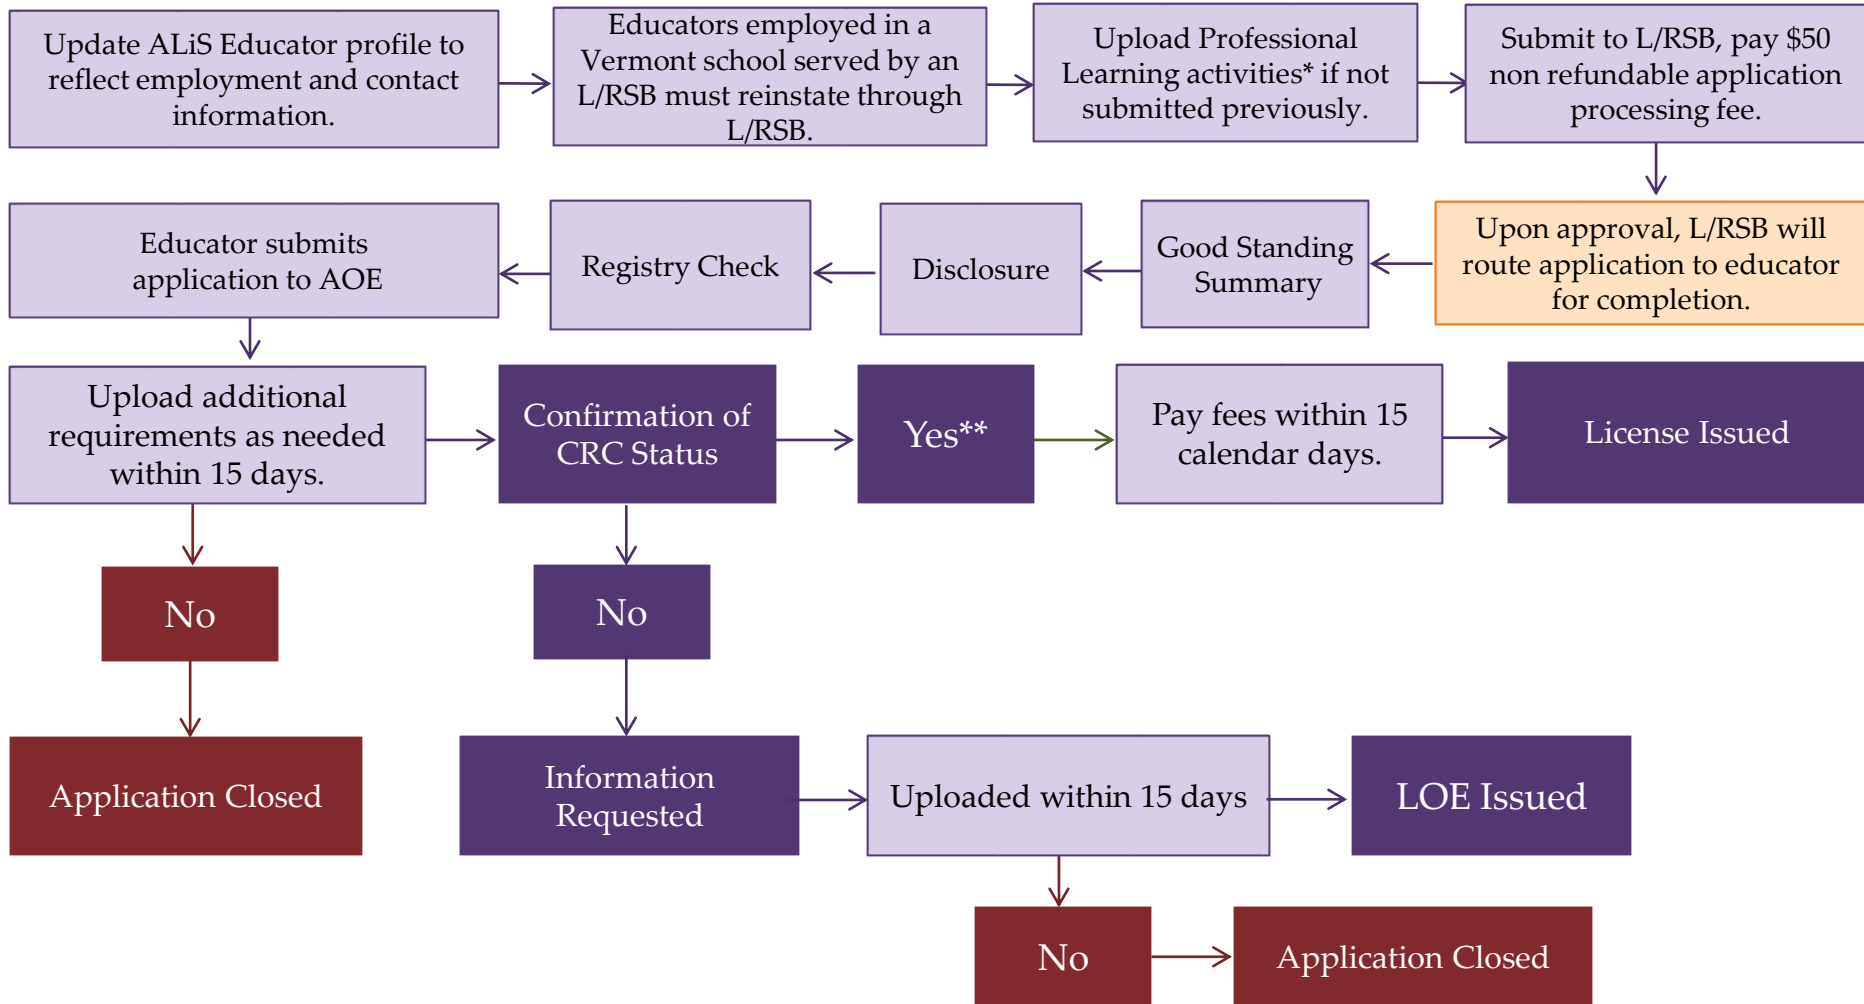 Update ALiS Educator profile to
reflect employment and contact
information.
Educators employed in a
Vermont school served by an
L/RSB must reinstate through
L/RSB.
Upload Professional
Learning activities* if not
submitted previously.
Submit to L/RSB, pay $50
non refundable application
processing fee.
Upon approval, L/RSB will
route application to educator
for completion.
Good Standing
Summary
Disclosure
Registry Check
Educator submits
application to AOE
Upload additional
requirements as needed
within 15 days.
Confirmation of
CRC Status
Yes**
Pay fees within 15
calendar days.
License Issued
No
No
Application Closed
Information
Requested
Uploaded within 15 days
LOE Issued
No
Application Closed